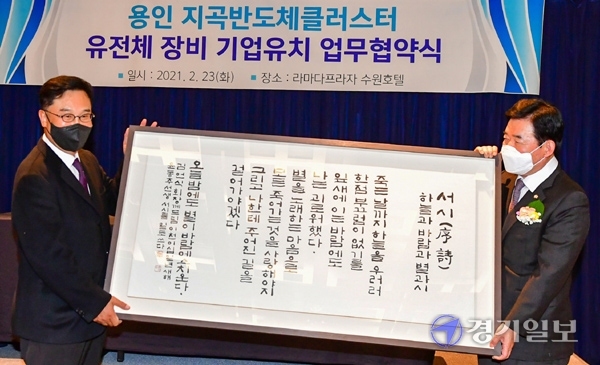 용인 지곡반도체클러스터
유전체 장비 기업유치 업무협약식
일시 : 2021. 2. 23(화) 장소 : 라마다프라자 수원호텔
서시(序詩)
하늘과 바람과 별과 시
죽는 날까지 하늘을 우러러
한점 부끄럼이 없기를
잎새에 이는 바람에도
나는 괴로워했다.
별을 노래하는 마음으로
모든 죽어가는 것을 사랑해야지
그리고 나한테 주어진 길을
걸어가야겠다
오늘밤에도 별이 바람에 스치운다.
경기일보